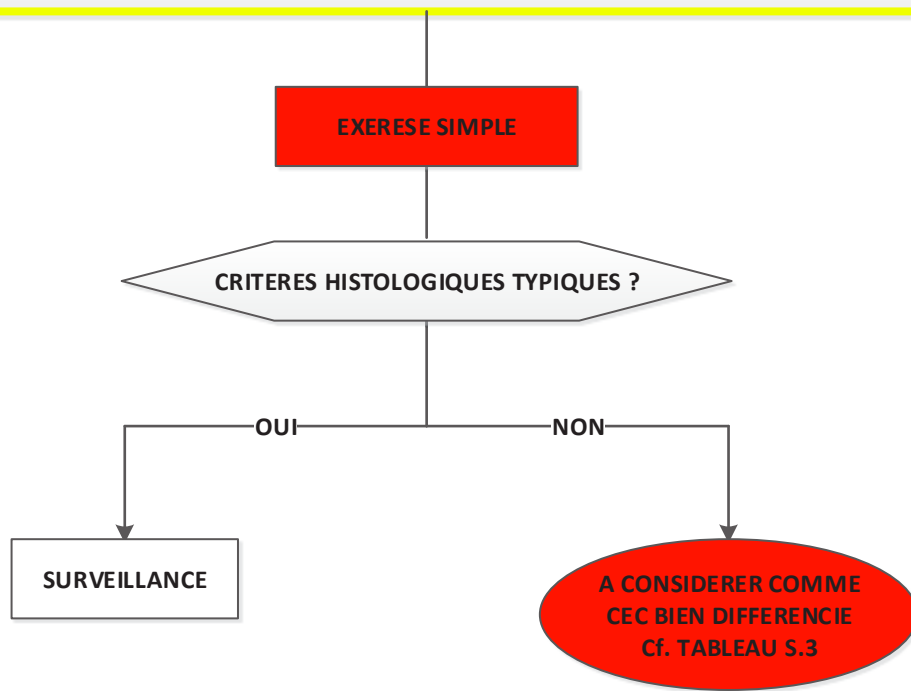 EXERESE SIMPLE
CRITERES HISTOLOGIQUES TYPIQUES ?
OUI
NON
SURVEILLANCE
A CONSIDERER COMME
CEC BIEN DIFFERENCIE
Cf. TABLEAU S.3